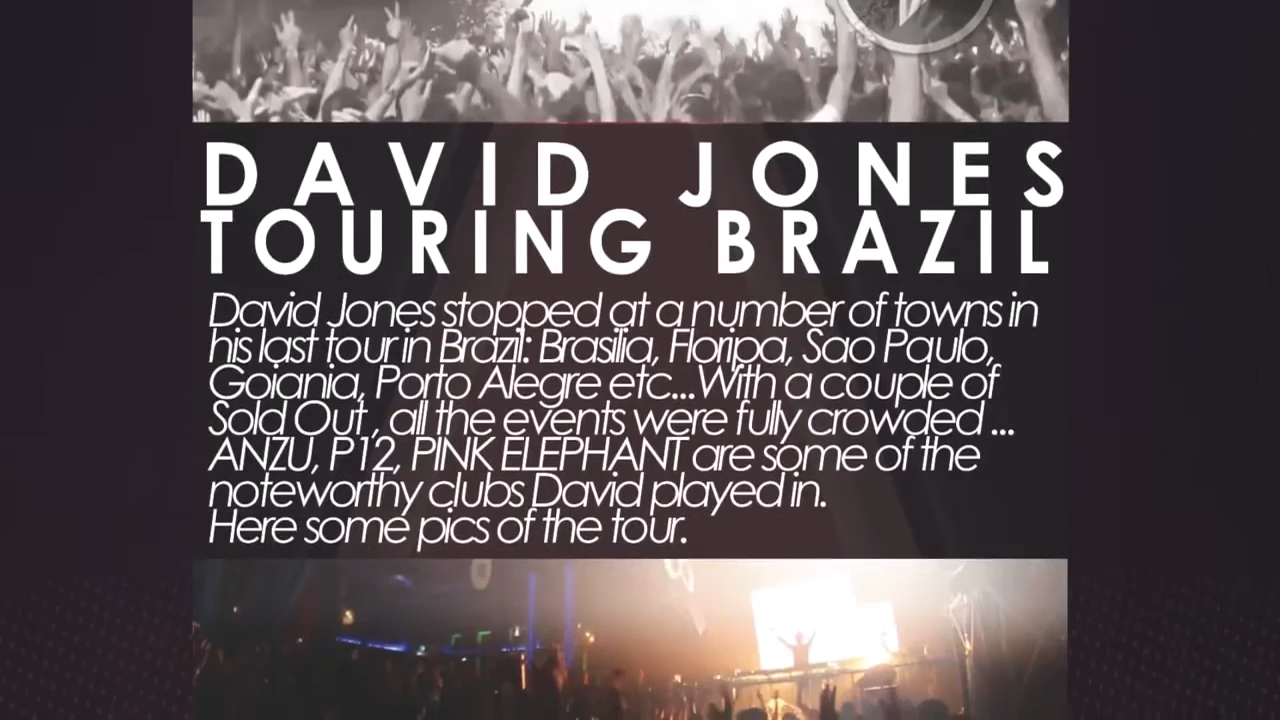 DAVID JONES
TOURING BRAZIL
David Jones stopped at a number of towns in
his last tour in Brazil: Brasilia, Floripa, Sao Paulo,
Goiania, Porto Alegre etc...With a couple of
Sold Out , all the events were fully crowded ...
ANZU, P12, PINK ELEPHANT are some of the
noteworthy clubs David played in.
Here some pics of the tour.